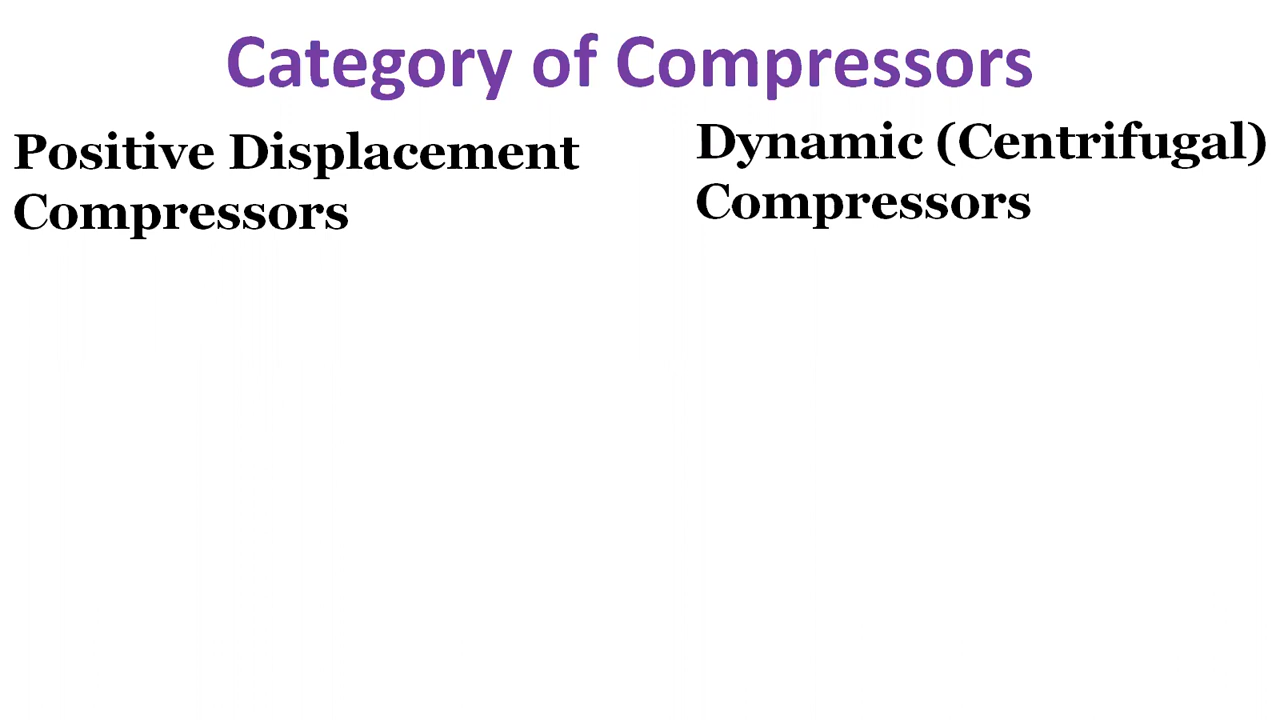 Category of Compressors
Positive Displacement
Compressors
Dynamic (Centrifugal)
Compressors